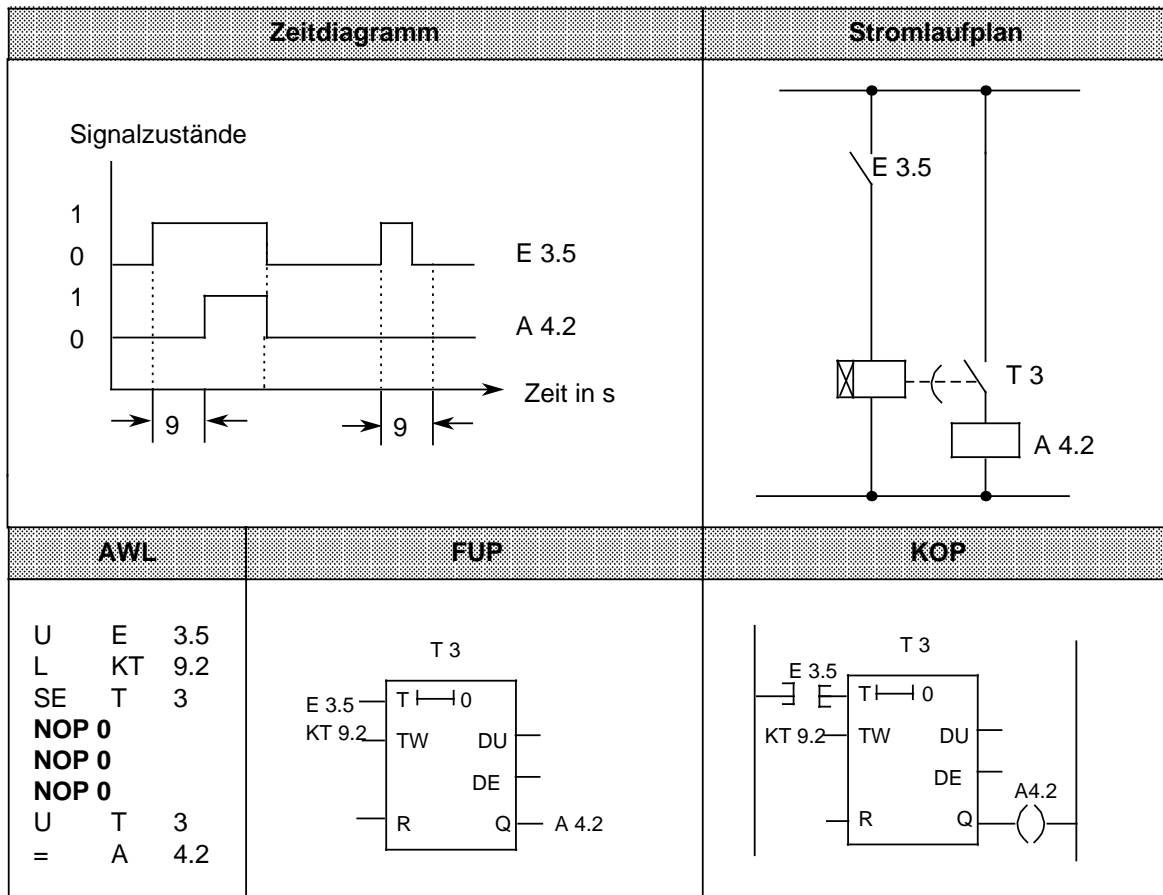 Zeitdiagramm
Stromlaufplan
Signalzustände
1
0
E 3.5
1
0
A 4.2
Zeit in s
9
9
E 3.5
T 3
A 4.2
AWL
FUP
KOP
U E 3.5
L KT 9.2
SE T 3
NOP 0
NOP 0
NOP 0
U T 3
= A 4.2
T 3
E 3.5
T 0
KT 9.2
TW DU
DE
R Q A 4.2
T 3
E 3.5
T 0
KT 9.2
TW DU
DE
A4.2
R Q